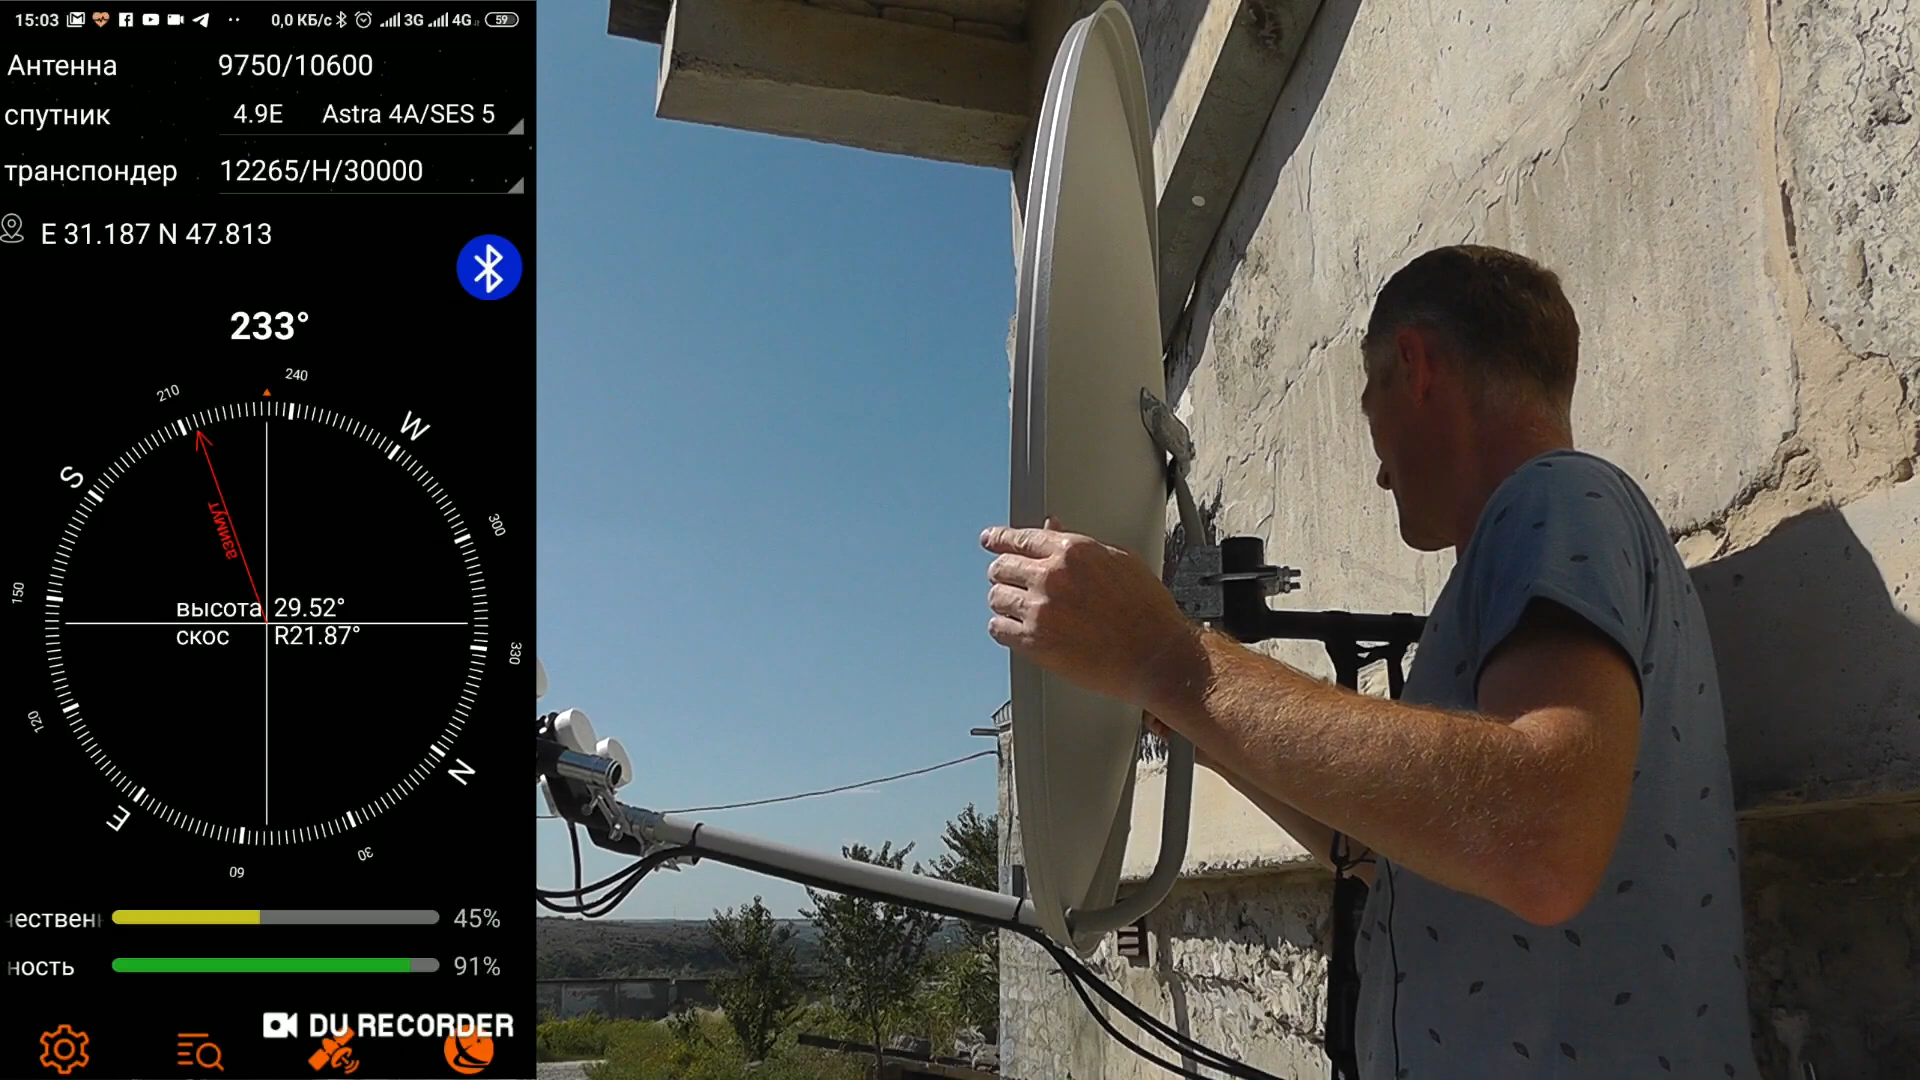 15:03 0,0 КБ/с 3G 4G 59
Антенна 9750/10600
спутник 4.9E Astra 4A/SES 5
транспондер 12265/H/30000
E 31.187 N 47.813
233°
210 240
S W
150 300
азимут
высота 29.52°
скос R21.87°
330
120
E N
60 30
чествен 45%
ность 91%
DU RECORDER